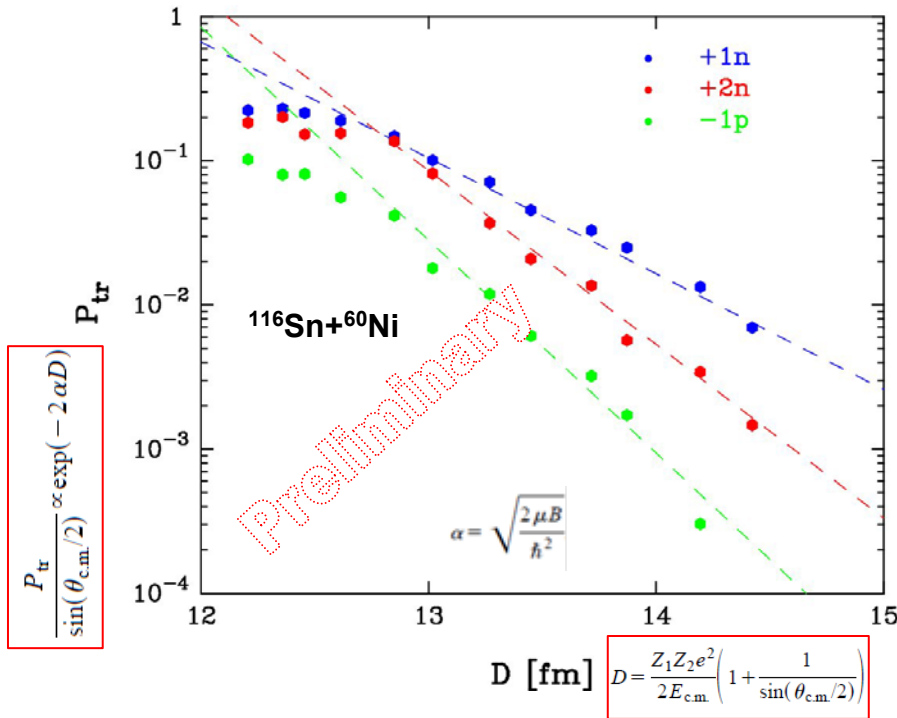 1
10⁻¹
10⁻²
10⁻³
10⁻⁴
P_tr
+1n
+2n
−1p
¹¹⁶Sn+⁶⁰Ni
Preliminary
α = √(2μB / ħ²)
P_tr / sin(θ_c.m./2) ∝ exp(−2αD)
12
13
14
15
D [fm]
D = Z₁Z₂e² / 2E_c.m. (1 + 1 / sin(θ_c.m./2))